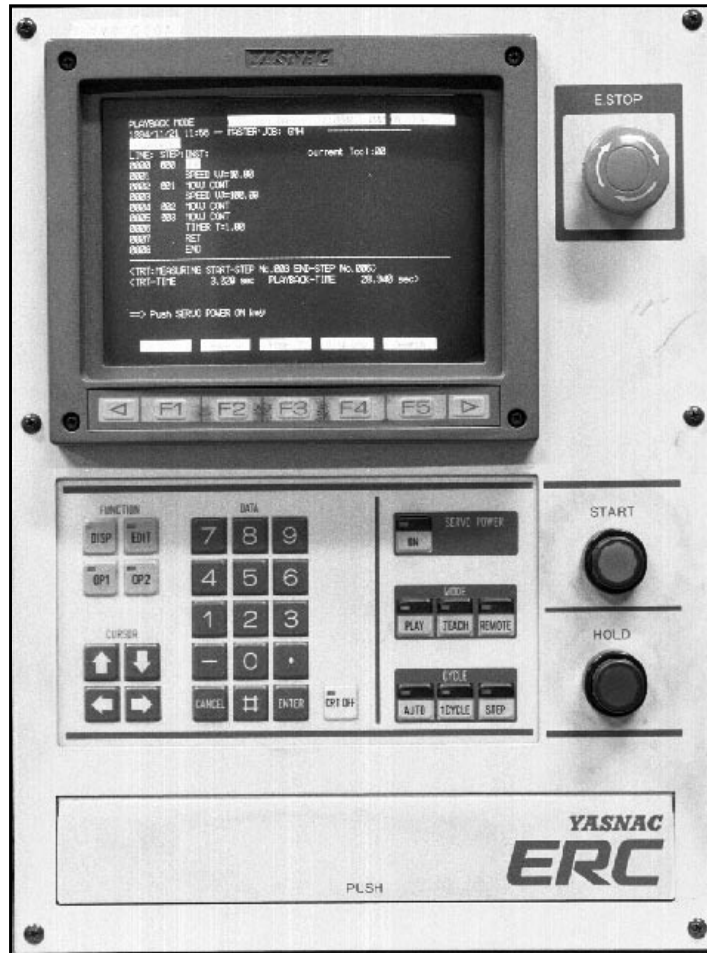 YASNAC
E.STOP
PLAYBACK MODE
1994/11/21 11:56 MASTER-JOB: GMH
LINE: STEP: INST: current Tool:00
0000 000
0001 SPEED VJ=50.00
0002 001 MOVJ CONT
0003 SPEED VJ=100.00
0004 002 MOVJ CONT
0005 003 MOVJ CONT
0006 TIMER T=1.00
0007 RET
0008 END
<TRT:MEASURING START-STEP No.003 END-STEP No.006>
<TRT-TIME 3.320 sec PLAYBACK-TIME 28.940 sec>
==> Push SERVO POWER ON key
F1 F2 F3 F4 F5
FUNCTION
DISP EDIT
OP1 OP2
CURSOR
DATA
7 8 9
4 5 6
1 2 3
- 0 .
CANCEL # ENTER
CRT OFF
SERVO POWER
ON
MODE
PLAY TEACH REMOTE
CYCLE
AUTO 1CYCLE STEP
START
HOLD
YASNAC
ERC
PUSH